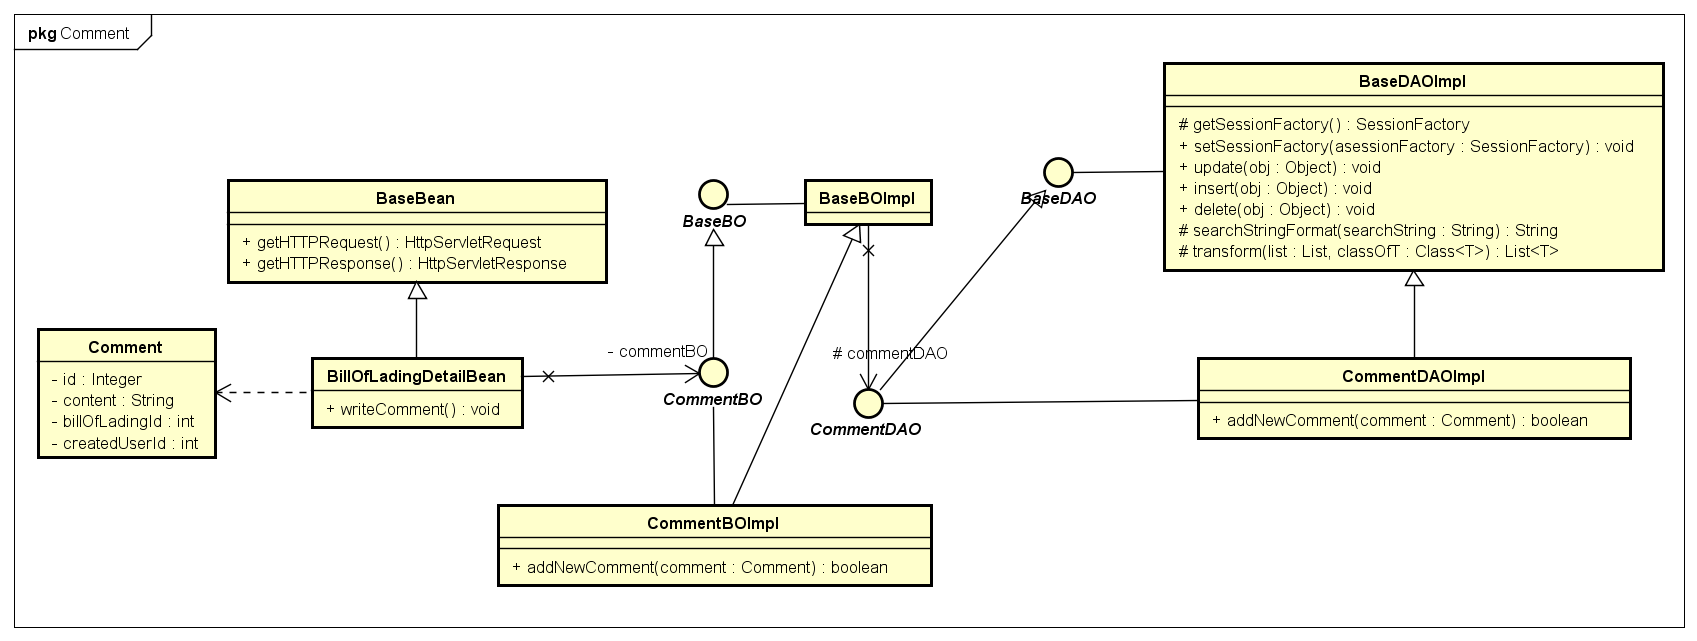 pkg Comment
BaseDAOImpl
# getSessionFactory() : SessionFactory
+ setSessionFactory(asessionFactory : SessionFactory) : void
+ update(obj : Object) : void
+ insert(obj : Object) : void
+ delete(obj : Object) : void
# searchStringFormat(searchString : String) : String
# transform(list : List, classOfT : Class<T>) : List<T>
BaseDAO
BaseBean
+ getHTTPRequest() : HttpServletRequest
+ getHTTPResponse() : HttpServletResponse
BaseBO
BaseBOImpl
Comment
- id : Integer
- content : String
- billOfLadingId : int
- createdUserId : int
BillOfLadingDetailBean
+ writeComment() : void
- commentBO
CommentBO
# commentDAO
CommentDAO
CommentDAOImpl
+ addNewComment(comment : Comment) : boolean
CommentBOImpl
+ addNewComment(comment : Comment) : boolean